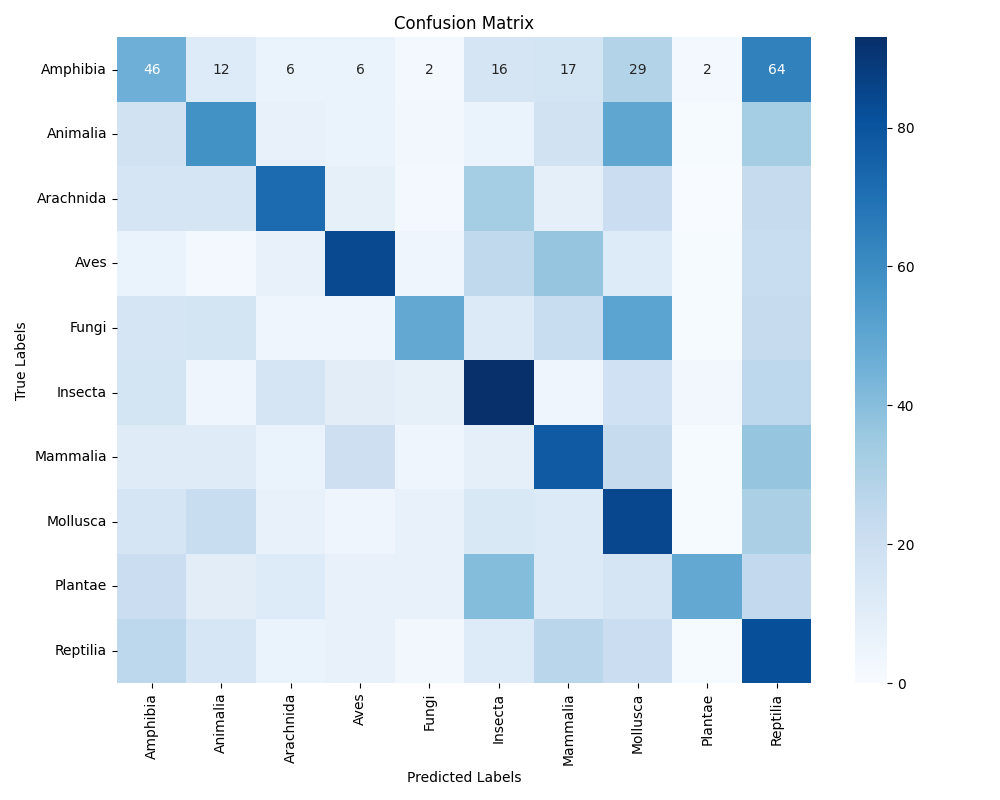 Confusion Matrix
True Labels
Amphibia 46 12 6 6 2 16 17 29 2 64
Animalia
Arachnida
Aves
Fungi
Insecta
Mammalia
Mollusca
Plantae
Reptilia
Amphibia Animalia Arachnida Aves Fungi Insecta Mammalia Mollusca Plantae Reptilia
Predicted Labels
80
60
40
20
0